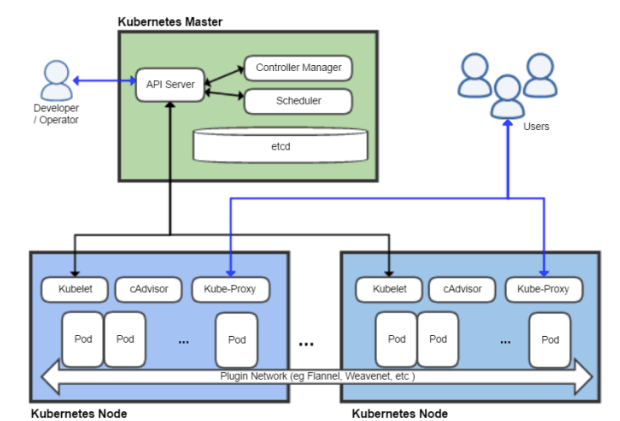 Kubernetes Master
API Server
Controller Manager
Scheduler
etcd
Developer
/ Operator
Users
Kubelet
cAdvisor
Kube-Proxy
Kubelet
cAdvisor
Kube-Proxy
Pod
Pod
...
Pod
...
Pod
Pod
...
Pod
Plugin Network (eg Flannel, Weavenet, etc )
Kubernetes Node
Kubernetes Node